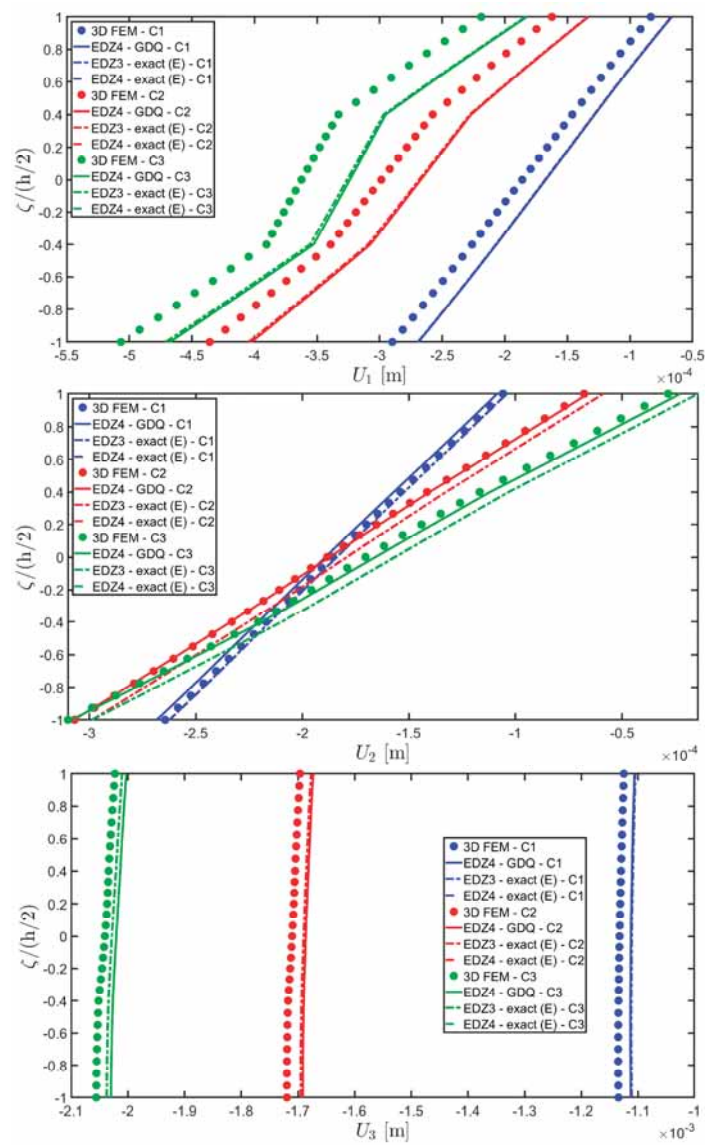 1
0.8
0.6
0.4
0.2
0
-0.2
-0.4
-0.6
-0.8
-1
ζ/(h/2)
3D FEM - C1
EDZ4 - GDQ - C1
EDZ3 - exact (E) - C1
EDZ4 - exact (E) - C1
3D FEM - C2
EDZ4 - GDQ - C2
EDZ3 - exact (E) - C2
EDZ4 - exact (E) - C2
3D FEM - C3
EDZ4 - GDQ - C3
EDZ3 - exact (E) - C3
EDZ4 - exact (E) - C3
-5.5 -5 -4.5 -4 -3.5 -3 -2.5 -2 -1.5 -1 -0.5
U₁ [m]
×10⁻⁴
1
0.8
0.6
0.4
0.2
0
-0.2
-0.4
-0.6
-0.8
-1
ζ/(h/2)
3D FEM - C1
EDZ4 - GDQ - C1
EDZ3 - exact (E) - C1
EDZ4 - exact (E) - C1
3D FEM - C2
EDZ4 - GDQ - C2
EDZ3 - exact (E) - C2
EDZ4 - exact (E) - C2
3D FEM - C3
EDZ4 - GDQ - C3
EDZ3 - exact (E) - C3
EDZ4 - exact (E) - C3
-3 -2.5 -2 -1.5 -1 -0.5
U₂ [m]
×10⁻⁴
1
0.8
0.6
0.4
0.2
0
-0.2
-0.4
-0.6
-0.8
-1
ζ/(h/2)
3D FEM - C1
EDZ4 - GDQ - C1
EDZ3 - exact (E) - C1
EDZ4 - exact (E) - C1
3D FEM - C2
EDZ4 - GDQ - C2
EDZ3 - exact (E) - C2
EDZ4 - exact (E) - C2
3D FEM - C3
EDZ4 - GDQ - C3
EDZ3 - exact (E) - C3
EDZ4 - exact (E) - C3
-2.1 -2 -1.9 -1.8 -1.7 -1.6 -1.5 -1.4 -1.3 -1.2 -1.1 -1
U₃ [m]
×10⁻³